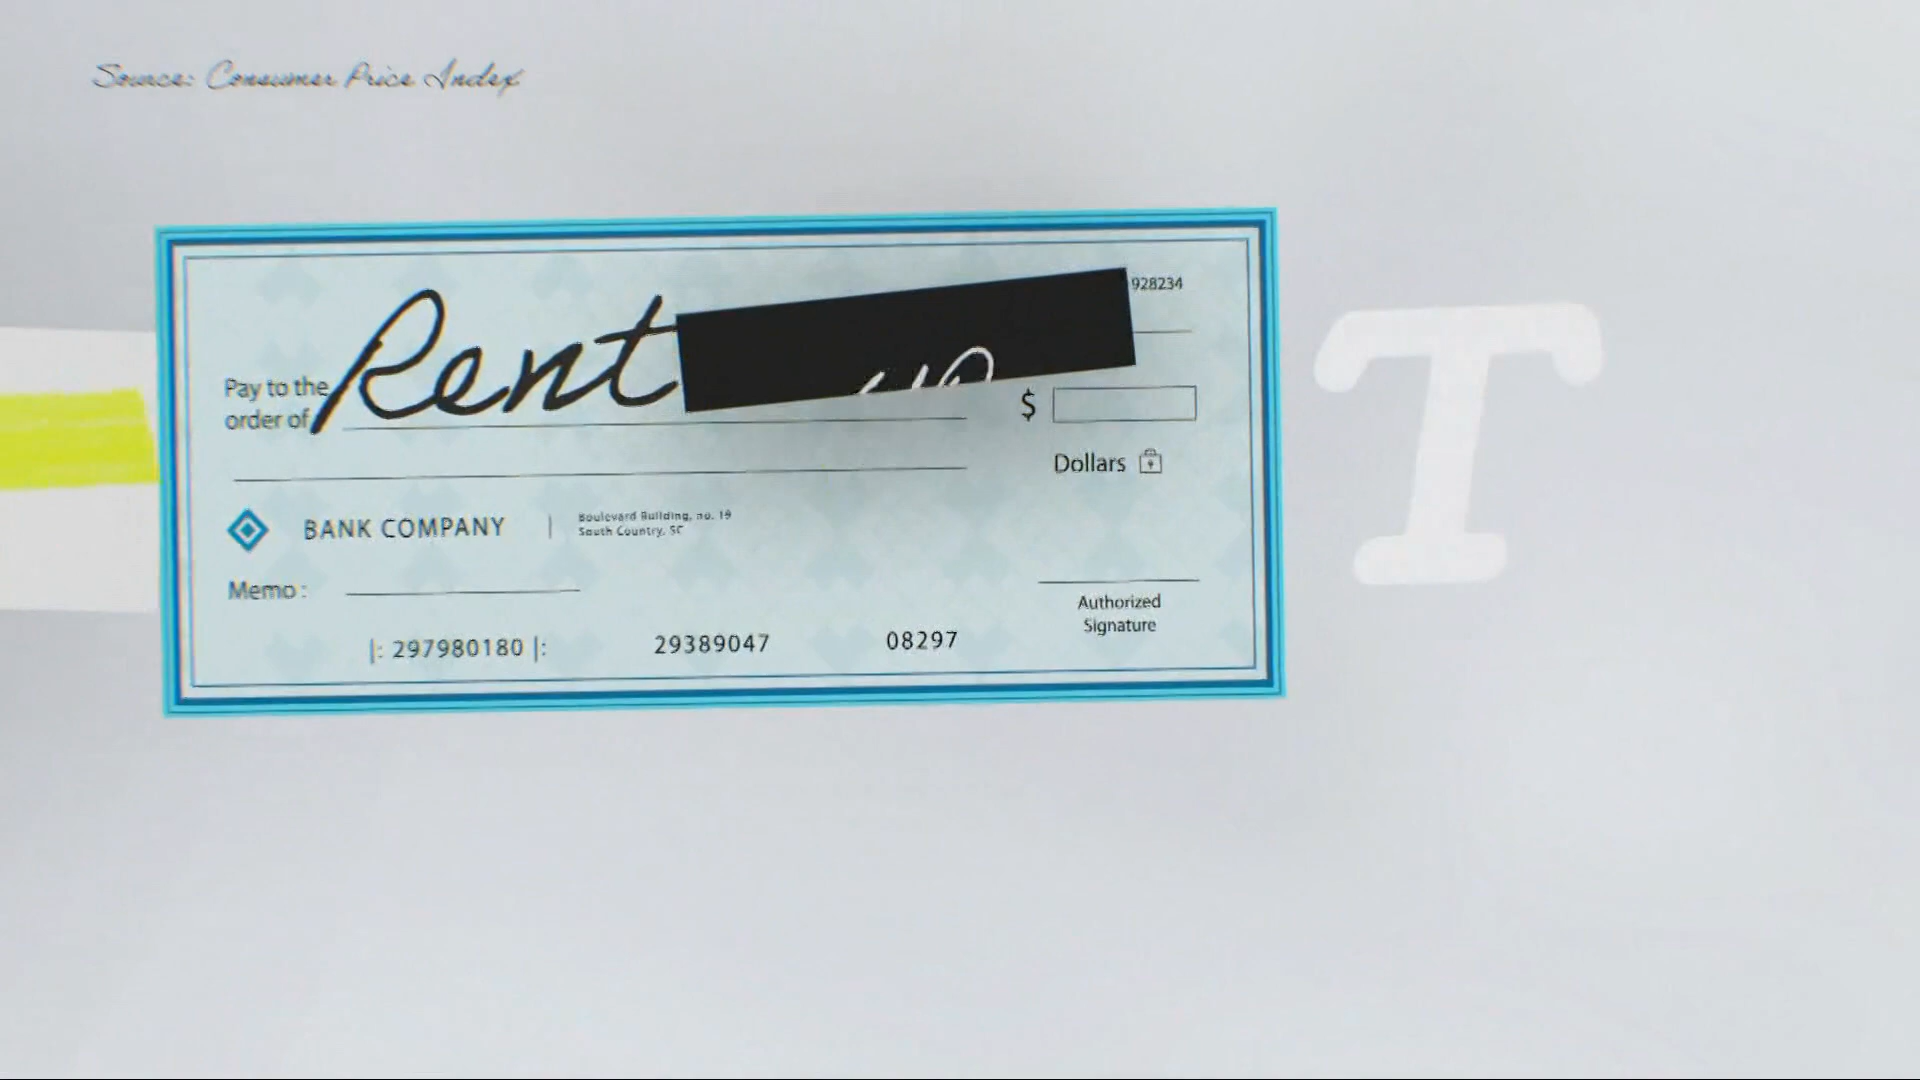 Source: Consumer Price Index
928234
Rent
Pay to the
order of
$
Dollars
BANK COMPANY
Boulevard Building, no. 19
South Country, SC
Memo :
Authorized
Signature
|: 297980180 |: 29389047 08297
T